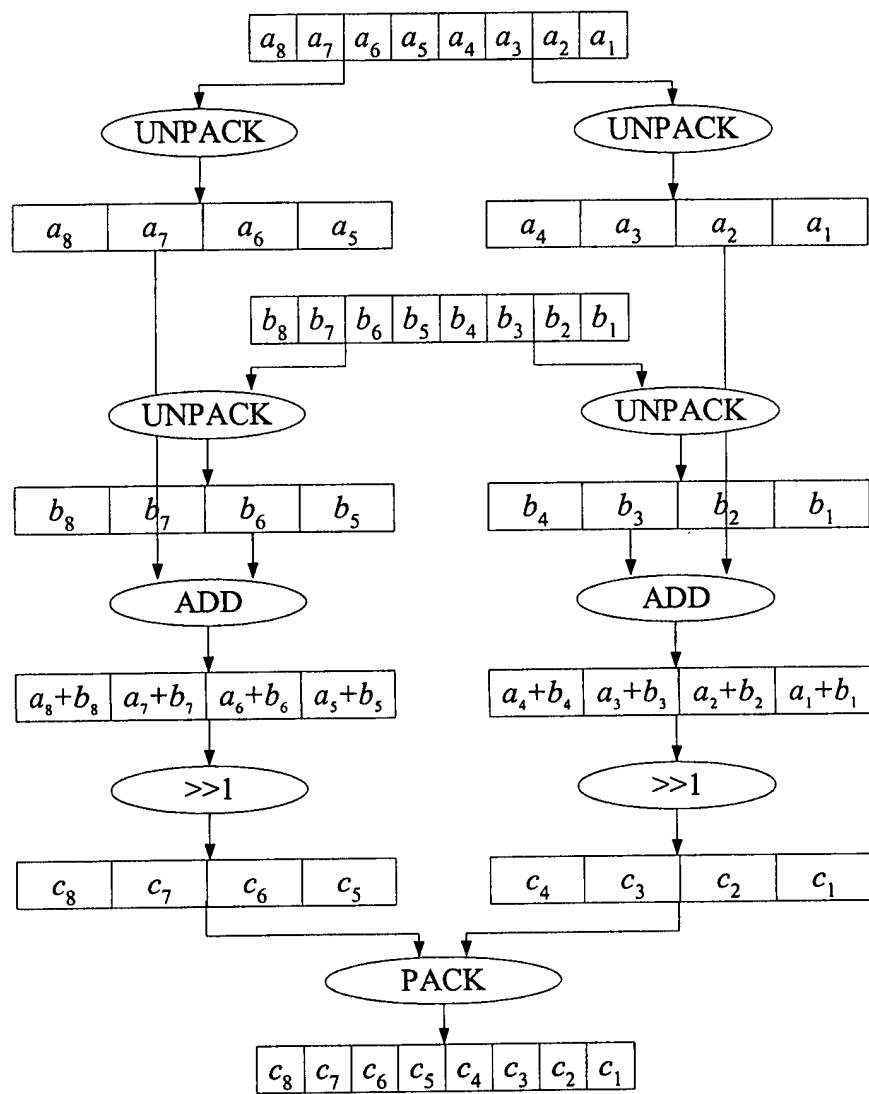 a₈ a₇ a₆ a₅ a₄ a₃ a₂ a₁
UNPACK UNPACK
a₈ a₇ a₆ a₅ a₄ a₃ a₂ a₁
b₈ b₇ b₆ b₅ b₄ b₃ b₂ b₁
UNPACK UNPACK
b₈ b₇ b₆ b₅ b₄ b₃ b₂ b₁
ADD ADD
a₈+b₈ a₇+b₇ a₆+b₆ a₅+b₅ a₄+b₄ a₃+b₃ a₂+b₂ a₁+b₁
>>1 >>1
c₈ c₇ c₆ c₅ c₄ c₃ c₂ c₁
PACK
c₈ c₇ c₆ c₅ c₄ c₃ c₂ c₁